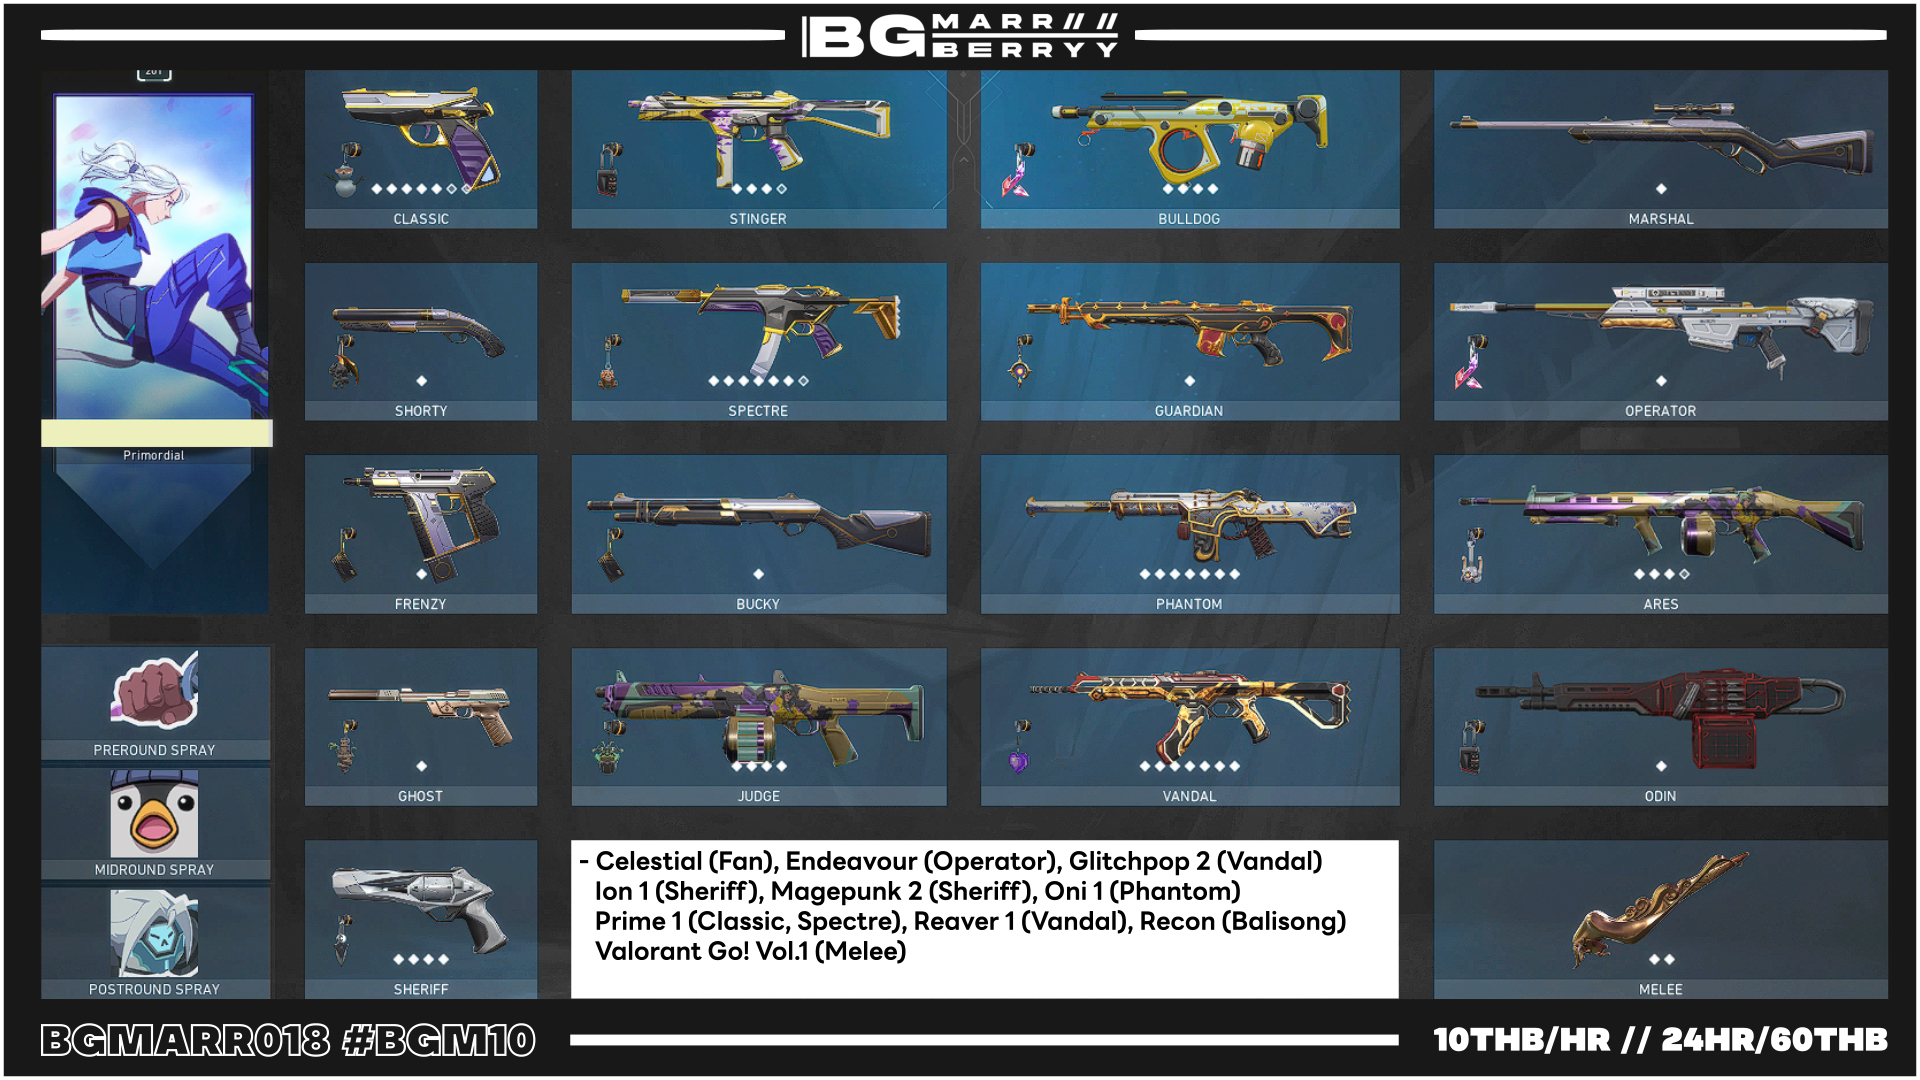 BG MARR// //
BERRYY
201
Primordial
PREROUND SPRAY
MIDROUND SPRAY
POSTROUND SPRAY
CLASSIC
STINGER
BULLDOG
MARSHAL
SHORTY
SPECTRE
GUARDIAN
OPERATOR
FRENZY
BUCKY
PHANTOM
ARES
GHOST
JUDGE
VANDAL
ODIN
SHERIFF
- Celestial (Fan), Endeavour (Operator), Glitchpop 2 (Vandal)
Ion 1 (Sheriff), Magepunk 2 (Sheriff), Oni 1 (Phantom)
Prime 1 (Classic, Spectre), Reaver 1 (Vandal), Recon (Balisong)
Valorant Go! Vol.1 (Melee)
MELEE
BGMARR018 #BGM10
10THB/HR // 24HR/60THB